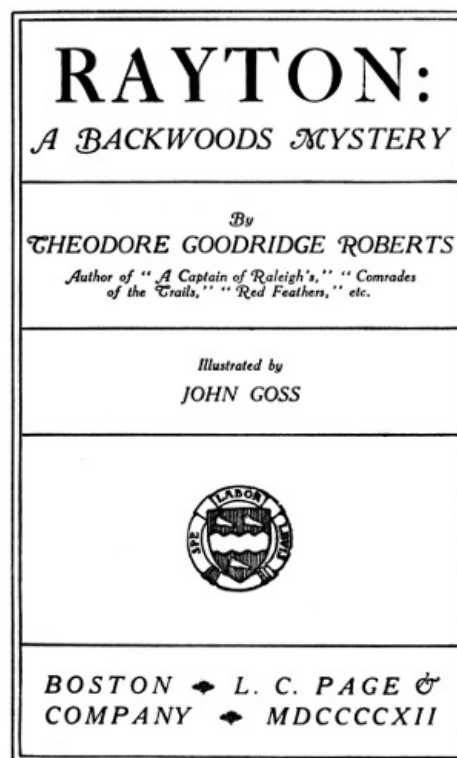 RAYTON:
A BACKWOODS MYSTERY
By
THEODORE GOODRIDGE ROBERTS
Author of “ A Captain of Raleigh's,” “ Comrades
of the Trails,” “ Red Feathers,” etc.
Illustrated by
JOHN GOSS
SPE LABOR LEVIS
BOSTON L. C. PAGE &
COMPANY MDCCCCXII